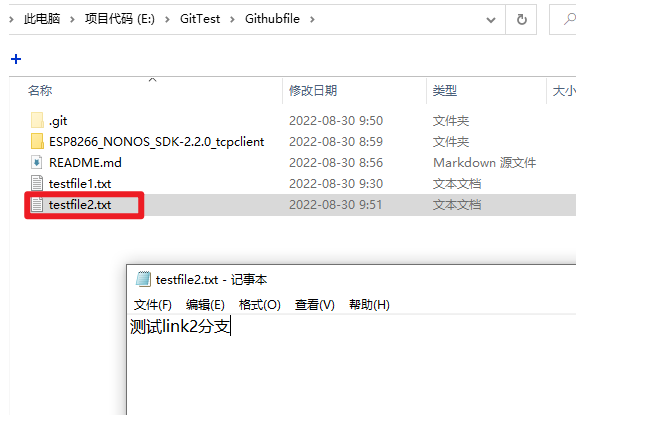 此电脑 › 项目代码 (E:) › GitTest › Githubfile ›
+
名称 修改日期 类型 大小
.git 2022-08-30 9:50 文件夹
ESP8266_NONOS_SDK-2.2.0_tcpclient 2022-08-30 8:59 文件夹
README.md 2022-08-30 8:56 Markdown 源文件
testfile1.txt 2022-08-30 9:30 文本文档
testfile2.txt 2022-08-30 9:51 文本文档
testfile2.txt - 记事本
文件(F) 编辑(E) 格式(O) 查看(V) 帮助(H)
测试link2分支